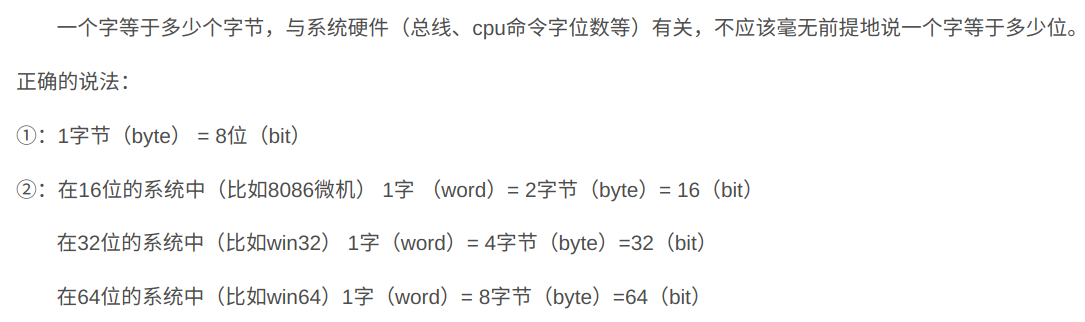 一个字等于多少个字节，与系统硬件（总线、cpu命令字位数等）有关，不应该毫无前提地说一个字等于多少位。
正确的说法：
①：1字节（byte） = 8位（bit）
②：在16位的系统中（比如8086微机） 1字 （word）= 2字节（byte）= 16（bit）
在32位的系统中（比如win32） 1字（word）= 4字节（byte）=32（bit）
在64位的系统中（比如win64）1字（word）= 8字节（byte）=64（bit）